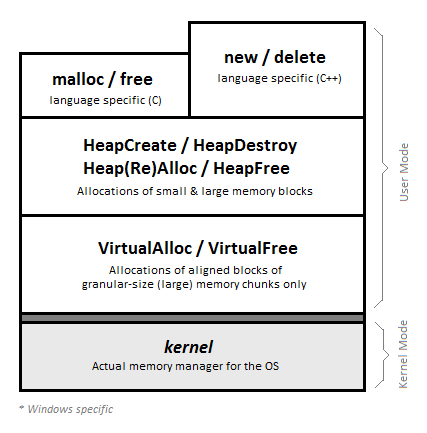 new / delete
language specific (C++)
malloc / free
language specific (C)
HeapCreate / HeapDestroy
Heap(Re)Alloc / HeapFree
Allocations of small & large memory blocks
VirtualAlloc / VirtualFree
Allocations of aligned blocks of
granular-size (large) memory chunks only
User Mode
kernel
Actual memory manager for the OS
Kernel Mode
* Windows specific